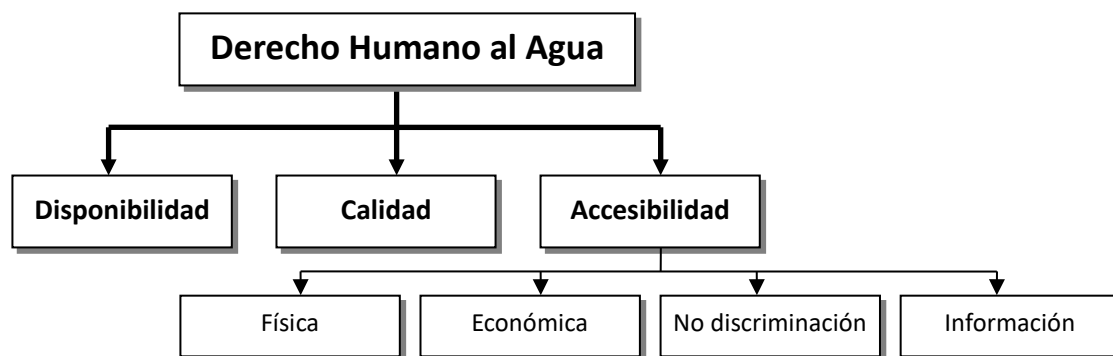 Derecho Humano al Agua
Disponibilidad
Calidad
Accesibilidad
Física
Económica
No discriminación
Información